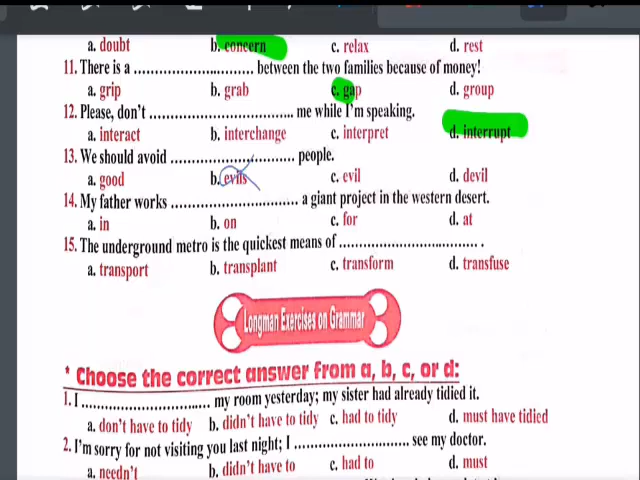 a. doubt b. concern c. relax d. rest
11. There is a ................................. between the two families because of money!
a. grip b. grab c. gap d. group
12. Please, don't ....................................... me while I'm speaking.
a. interact b. interchange c. interpret d. interrupt
13. We should avoid ................................. people.
a. good b. evils c. evil d. devil
14. My father works .................................. a giant project in the western desert.
a. in b. on c. for d. at
15. The underground metro is the quickest means of ..................................... .
a. transport b. transplant c. transform d. transfuse
Longman Exercises on Grammar
* Choose the correct answer from a, b, c, or d:
1. I .................................. my room yesterday; my sister had already tidied it.
a. don't have to tidy b. didn't have to tidy c. had to tidy d. must have tidied
2. I'm sorry for not visiting you last night; I .............................. see my doctor.
a. needn't b. didn't have to c. had to d. must